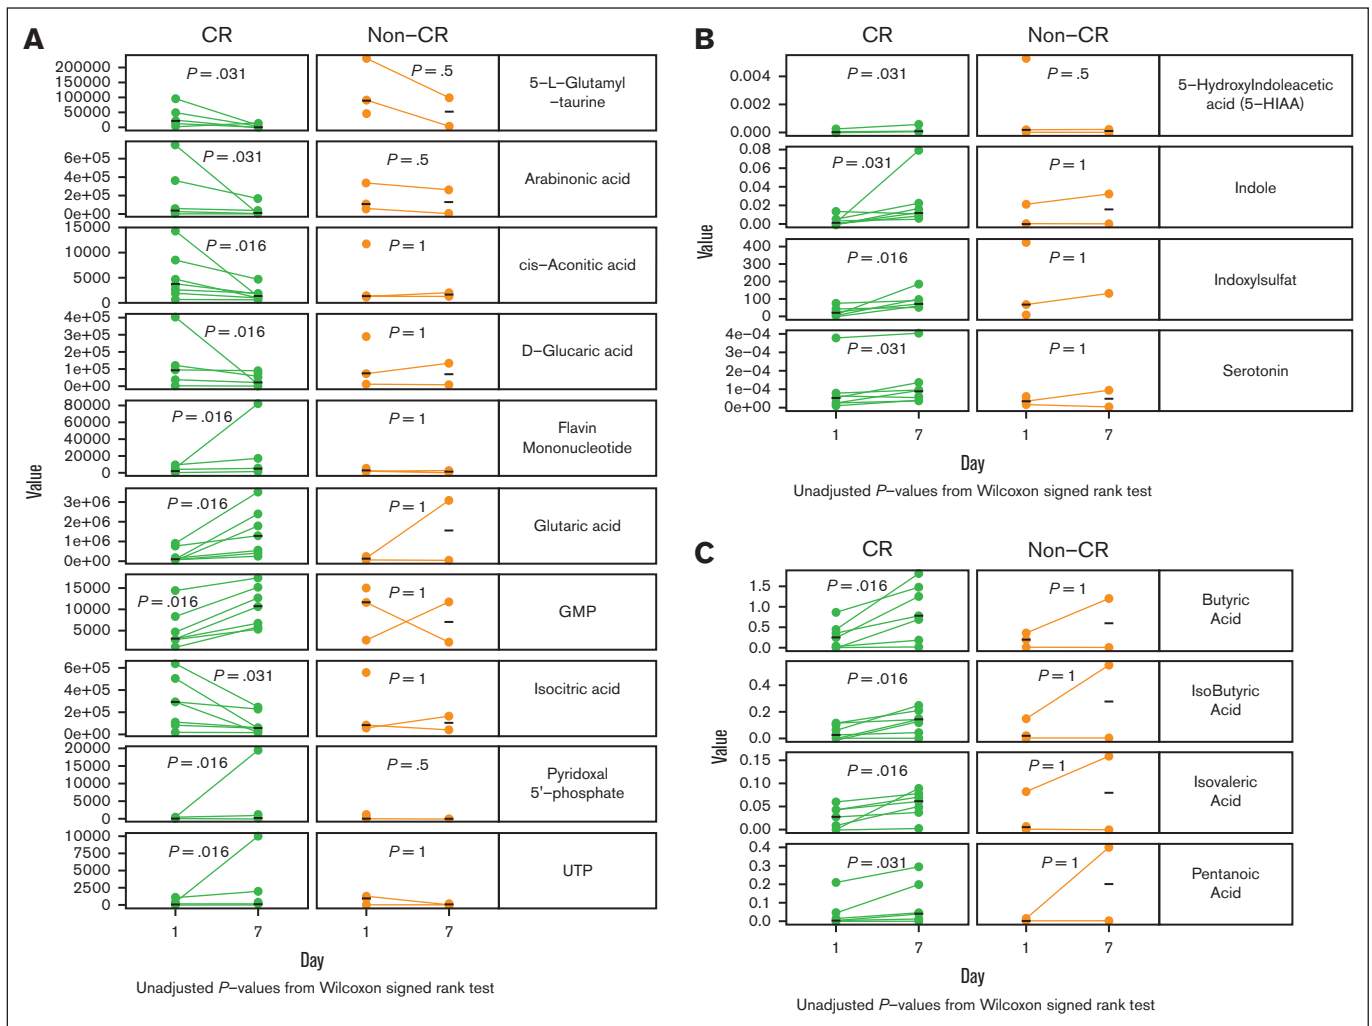 A
CR
Non–CR
200000
150000
100000
50000
0
P = .031
P = .5
5–L–Glutamyl
–taurine
6e+05
4e+05
2e+05
0e+00
P = .031
P = .5
Arabinonic acid
15000
10000
5000
0
P = .016
P = 1
cis–Aconitic acid
4e+05
3e+05
2e+05
1e+05
0e+00
P = .016
P = 1
D–Glucaric acid
80000
60000
40000
20000
0
P = .016
P = 1
Flavin
Mononucleotide
Value
3e+06
2e+06
1e+06
0e+00
P = .016
P = 1
Glutaric acid
15000
10000
5000
P = .016
P = 1
GMP
6e+05
4e+05
2e+05
0e+00
P = .031
P = 1
Isocitric acid
20000
15000
10000
5000
0
P = .016
P = .5
Pyridoxal
5'–phosphate
10000
7500
5000
2500
0
P = .016
P = 1
UTP
1
7
1
7
Day
Unadjusted P–values from Wilcoxon signed rank test
B
CR
Non–CR
0.004
0.002
0.000
P = .031
P = .5
5–HydroxyIndoleacetic
acid (5–HIAA)
0.08
0.06
0.04
0.02
0.00
P = .031
P = 1
Indole
Value
400
300
200
100
0
P = .016
P = 1
Indoxylsulfat
4e–04
3e–04
2e–04
1e–04
0e+00
P = .031
P = 1
Serotonin
1
7
1
7
Day
Unadjusted P–values from Wilcoxon signed rank test
C
CR
Non–CR
1.5
1.0
0.5
0.0
P = .016
P = 1
Butyric
Acid
0.4
0.2
0.0
P = .016
P = 1
IsoButyric
Acid
Value
0.15
0.10
0.05
0.00
P = .016
P = 1
Isovaleric
Acid
0.4
0.3
0.2
0.1
0.0
P = .031
P = 1
Pentanoic
Acid
1
7
1
7
Day
Unadjusted P–values from Wilcoxon signed rank test